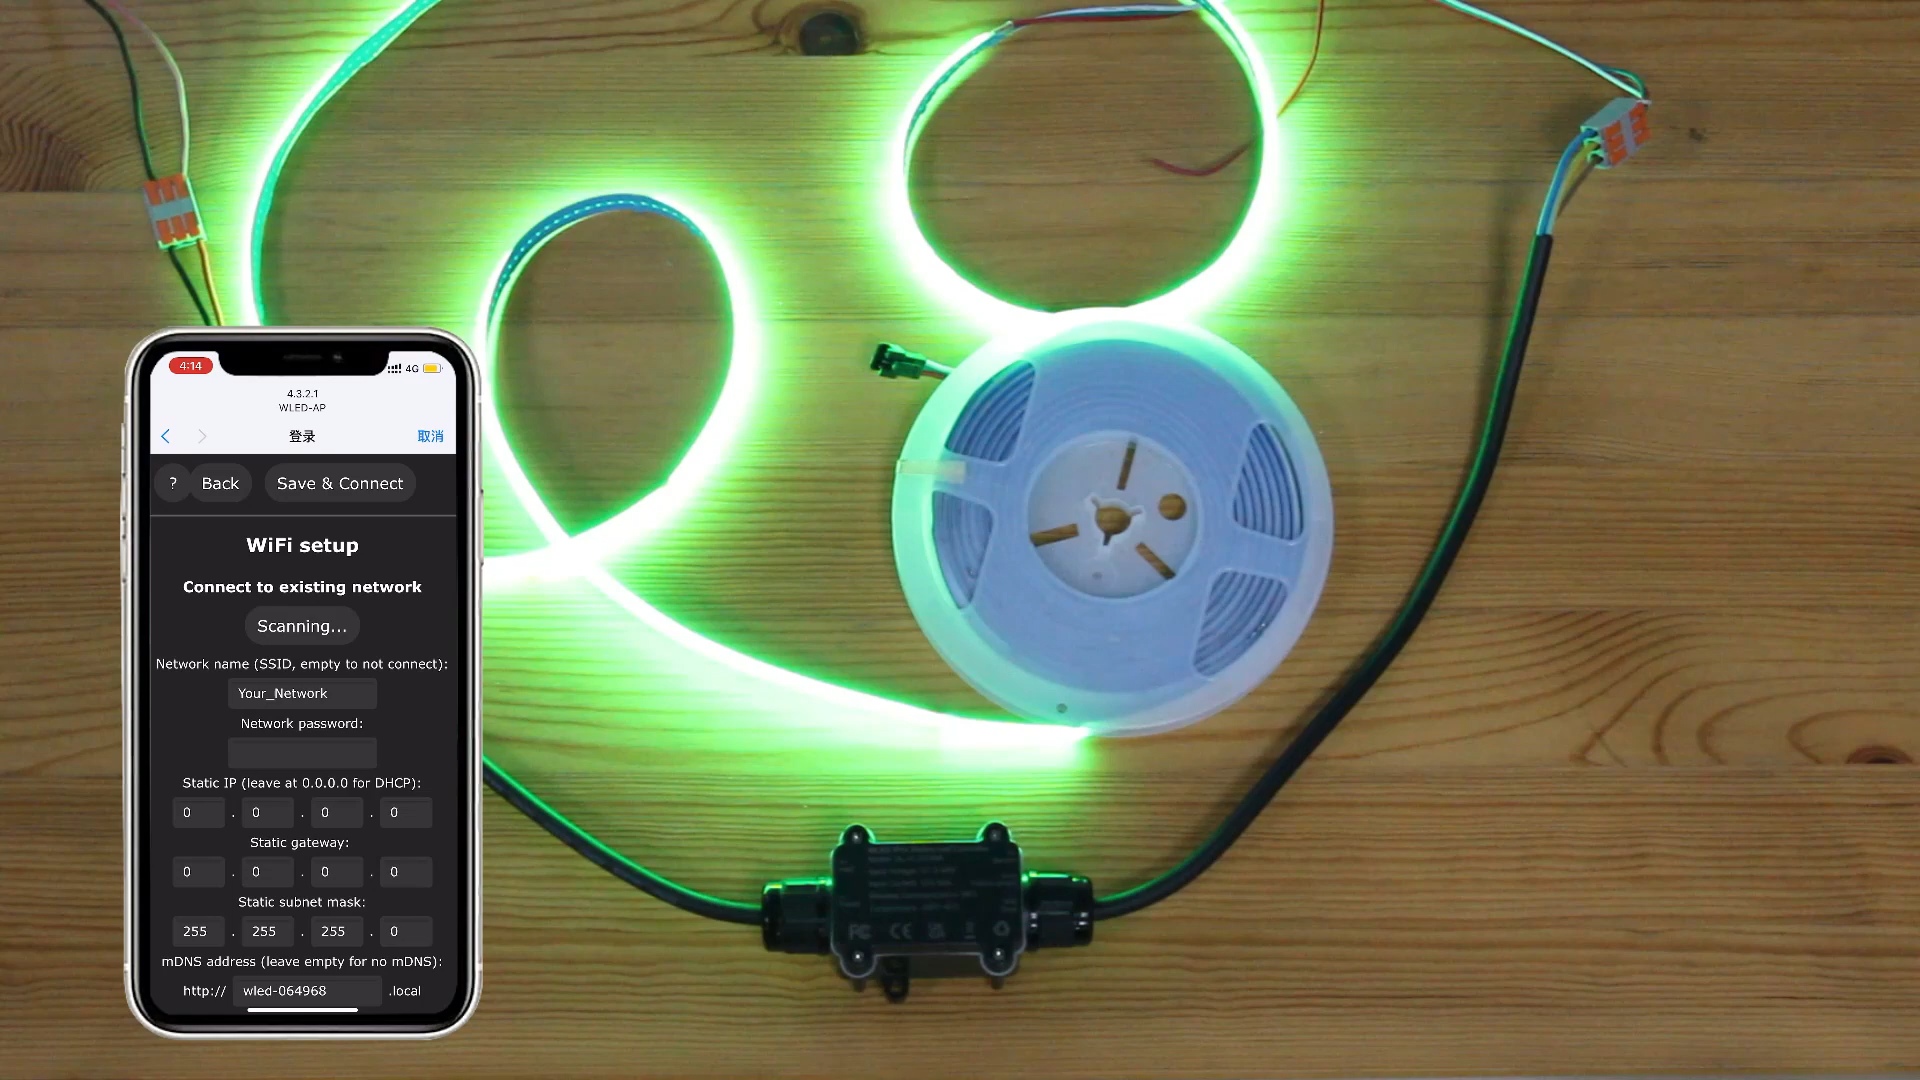 4:14
4G
4.3.2.1
WLED-AP
登录
取消
?
Back
Save & Connect
WiFi setup
Connect to existing network
Scanning...
Network name (SSID, empty to not connect):
Your_Network
Network password:
Static IP (leave at 0.0.0.0 for DHCP):
0 . 0 . 0 . 0
Static gateway:
0 . 0 . 0 . 0
Static subnet mask:
255 . 255 . 255 . 0
mDNS address (leave empty for no mDNS):
http:// wled-064968 .local
FC CE